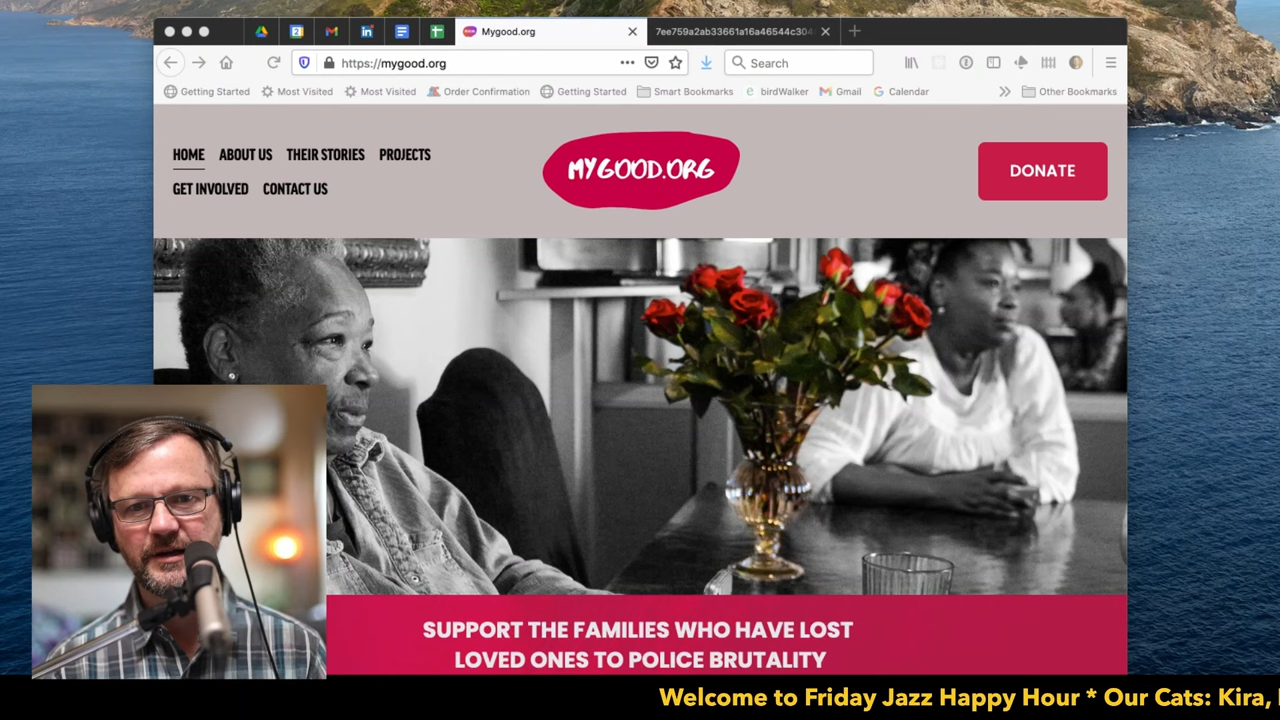 Mygood.org
7ee759a2ab33661a16a46544c304
https://mygood.org
Search
Getting Started Most Visited Most Visited Order Confirmation Getting Started Smart Bookmarks birdWalker Gmail Calendar Other Bookmarks
HOME ABOUT US THEIR STORIES PROJECTS
GET INVOLVED CONTACT US
MYGOOD.ORG
DONATE
SUPPORT THE FAMILIES WHO HAVE LOST
LOVED ONES TO POLICE BRUTALITY
Welcome to Friday Jazz Happy Hour * Our Cats: Kira,